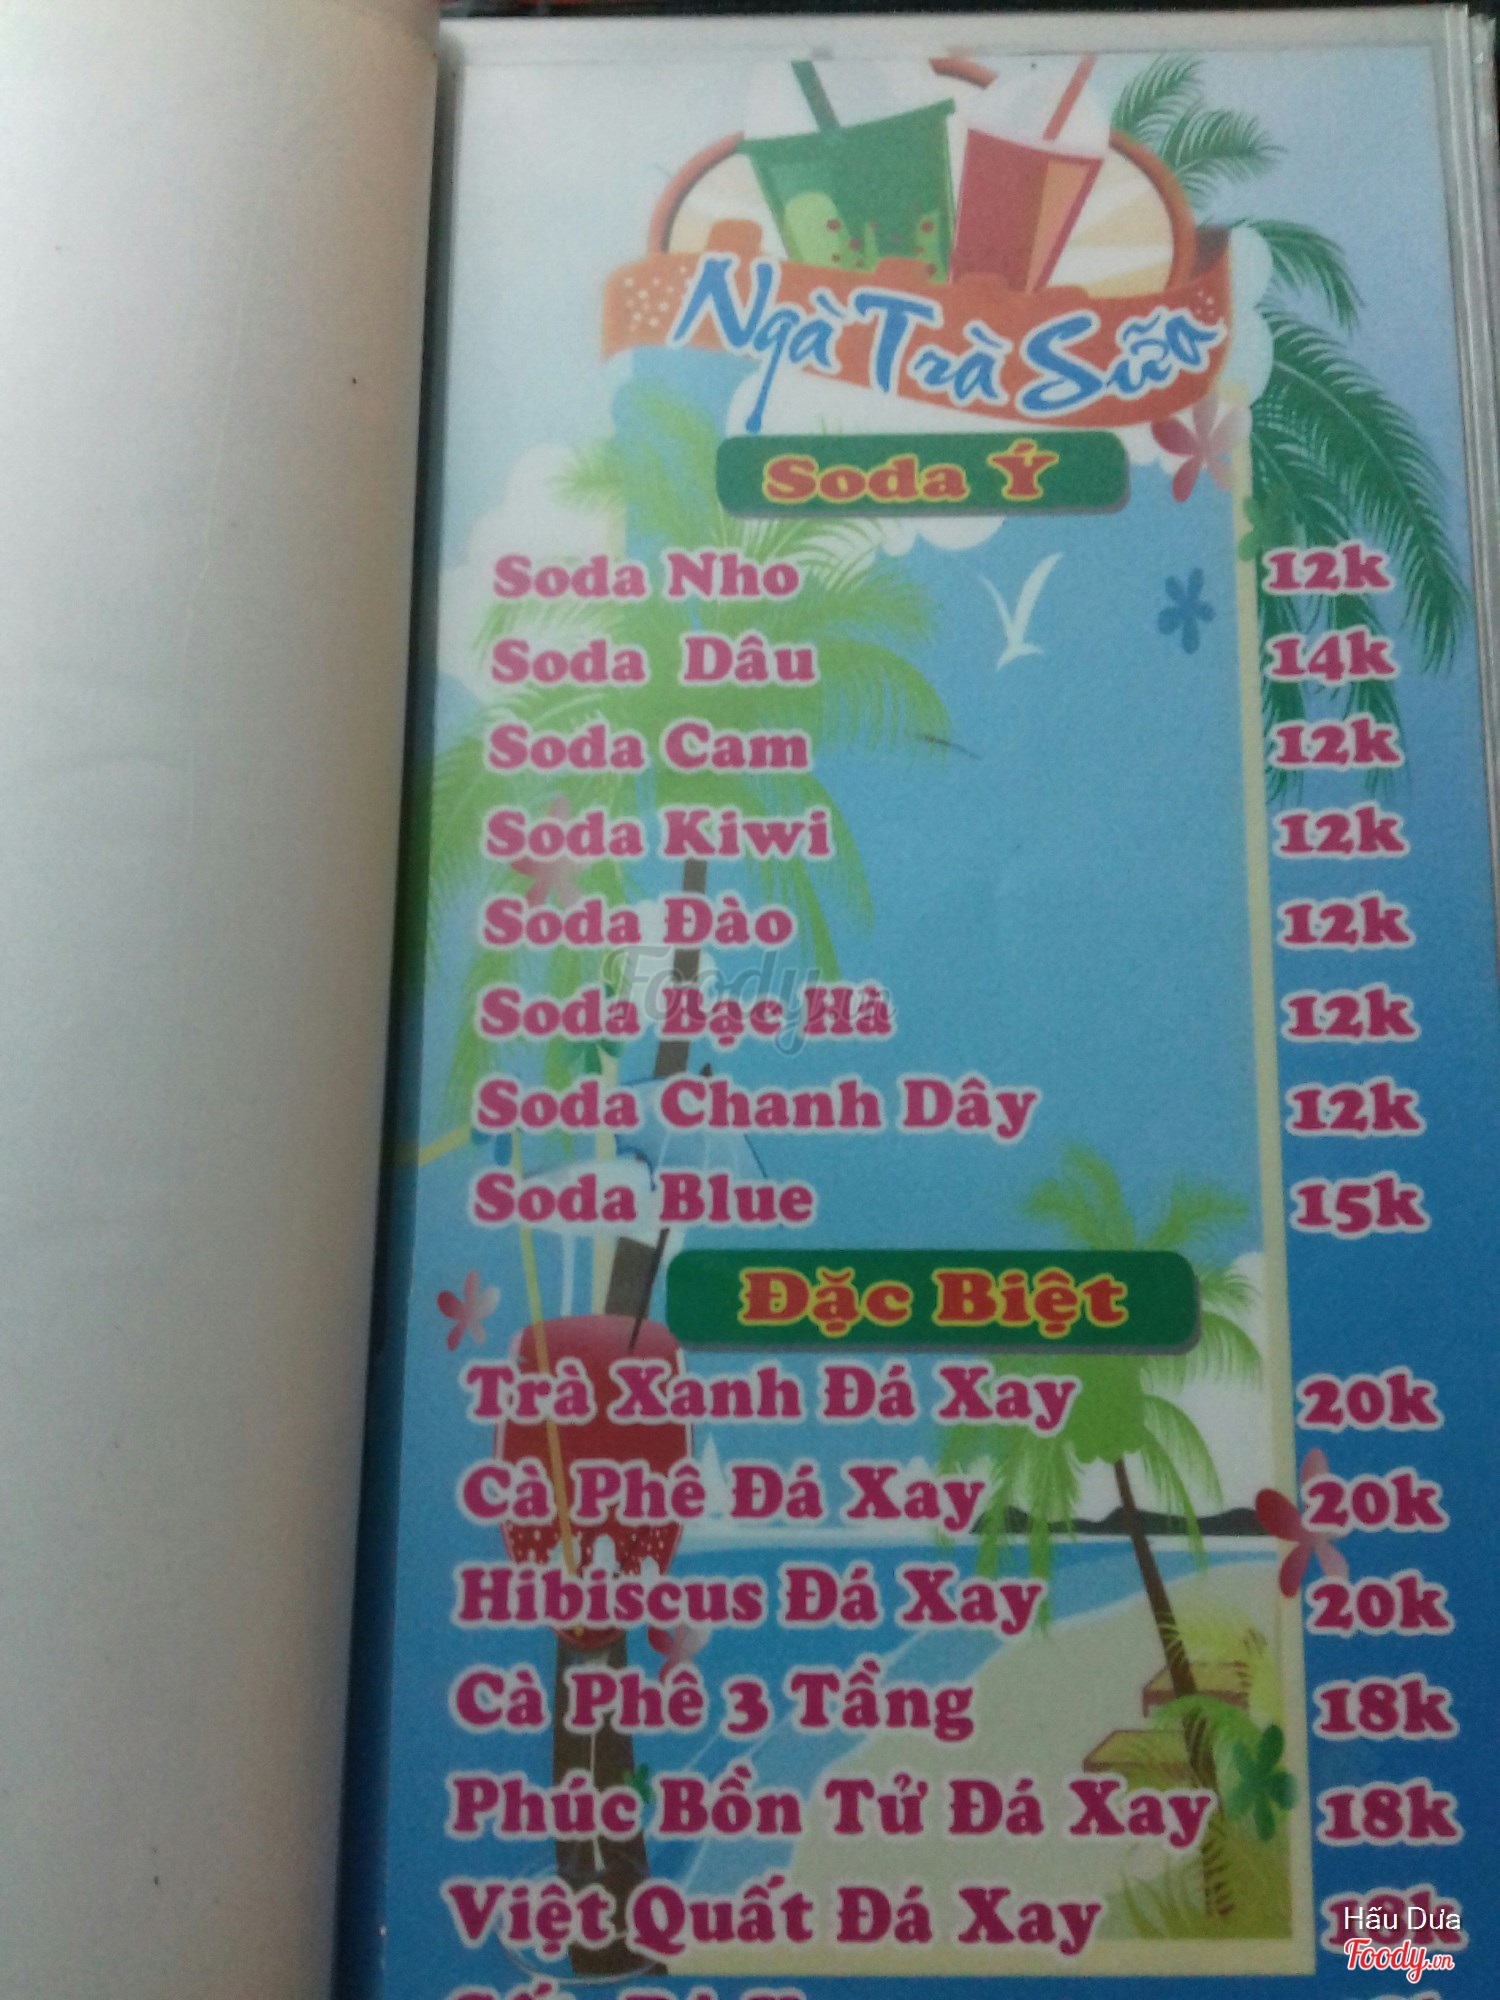 Ngà Trà Sữa
Soda Ý
Soda Nho 12k
Soda Dâu 14k
Soda Cam 12k
Soda Kiwi 12k
Soda Đào 12k
Soda Bạc Hà 12k
Foody.vn
Soda Chanh Dây 12k
Soda Blue 15k
Đặc Biệt
Trà Xanh Đá Xay 20k
Cà Phê Đá Xay 20k
Hibiscus Đá Xay 20k
Cà Phê 3 Tầng 18k
Phúc Bồn Tử Đá Xay 18k
Việt Quất Đá Xay 18k
Hấu Dưa
Foody.vn